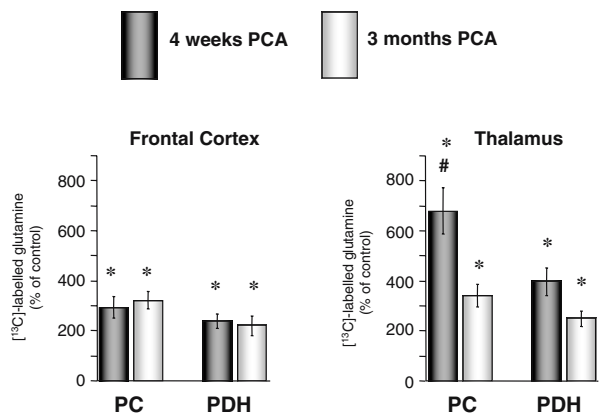 4 weeks PCA
3 months PCA
Frontal Cortex
[¹³C]-labelled glutamine
(% of control)
800
600
400
200
0
*
*
*
*
PC
PDH
Thalamus
[¹³C]-labelled glutamine
(% of control)
800
600
400
200
0
*
#
*
*
*
PC
PDH